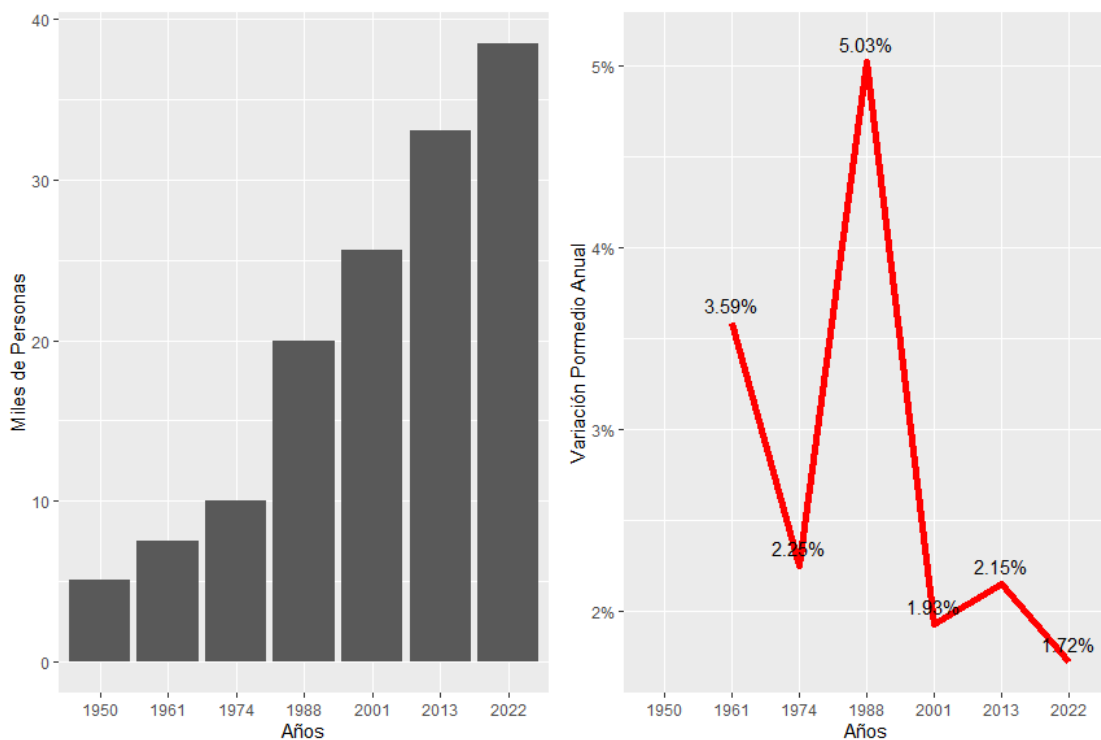 Miles de Personas
40
30
20
10
0
1950 1961 1974 1988 2001 2013 2022
Años
Variación Pormedio Anual
5%
4%
3%
2%
3.59%
2.25%
5.03%
1.93%
2.15%
1.72%
1950 1961 1974 1988 2001 2013 2022
Años